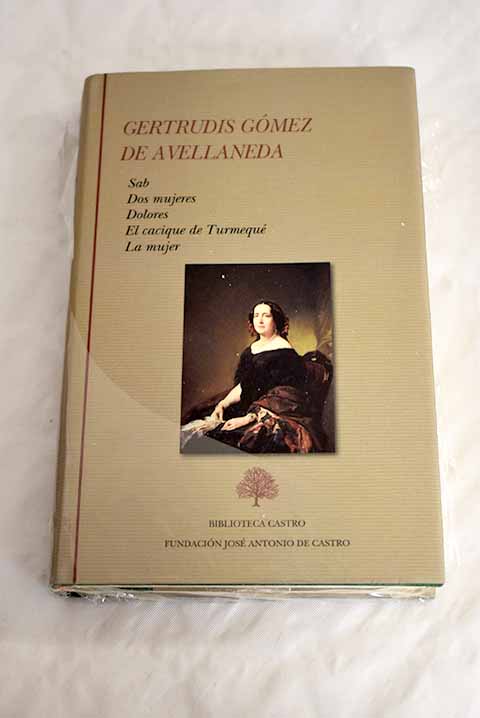 GERTRUDIS GÓMEZ
DE AVELLANEDA
Sab
Dos mujeres
Dolores
El cacique de Turmequé
La mujer
BIBLIOTECA CASTRO
FUNDACIÓN JOSÉ ANTONIO DE CASTRO